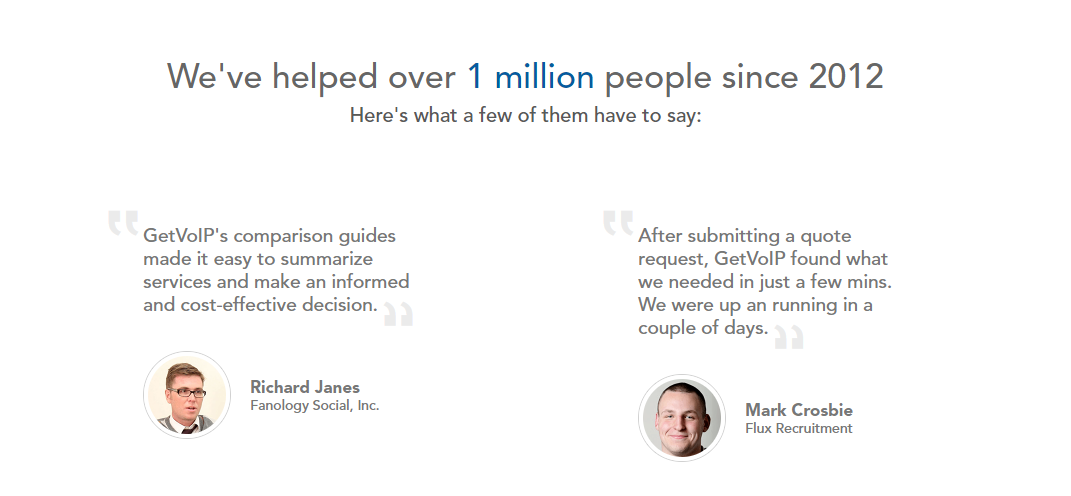 We've helped over 1 million people since 2012
Here's what a few of them have to say:
"GetVoIP's comparison guides
made it easy to summarize
services and make an informed
and cost-effective decision."
Richard Janes
Fanology Social, Inc.
"After submitting a quote
request, GetVoIP found what
we needed in just a few mins.
We were up an running in a
couple of days."
Mark Crosbie
Flux Recruitment